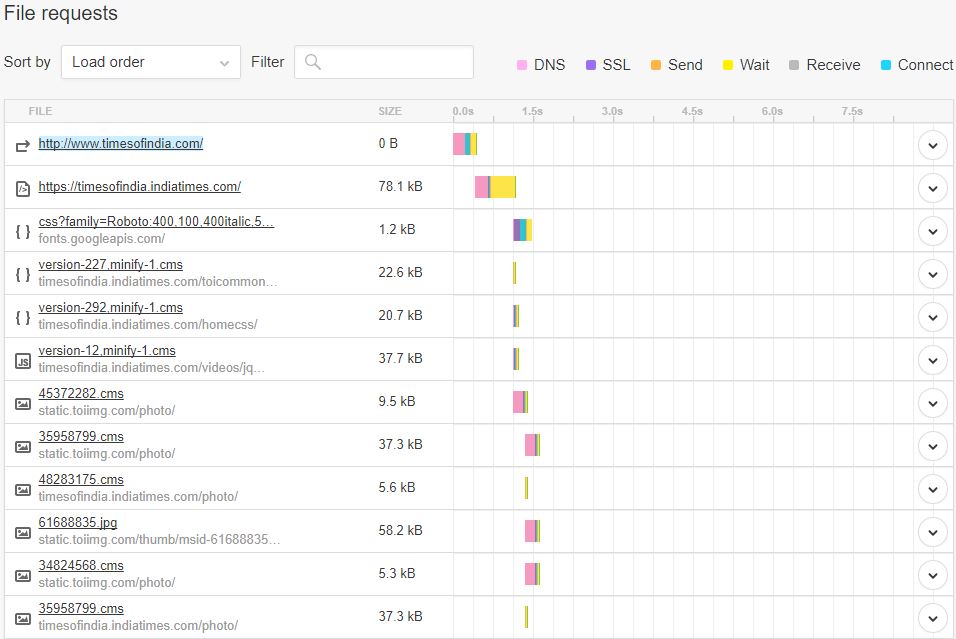 File requests
Sort by Load order Filter DNS SSL Send Wait Receive Connect
FILE SIZE 0.0s 1.5s 3.0s 4.5s 6.0s 7.5s
http://www.timesofindia.com/ 0 B
https://timesofindia.indiatimes.com/ 78.1 kB
css?family=Roboto:400,100,400italic,5... 1.2 kB
fonts.googleapis.com/
version-227,minify-1.cms 22.6 kB
timesofindia.indiatimes.com/toicommon...
version-292,minify-1.cms 20.7 kB
timesofindia.indiatimes.com/homecss/
version-12,minify-1.cms 37.7 kB
JS timesofindia.indiatimes.com/videos/jq...
45372282.cms 9.5 kB
static.toiimg.com/photo/
35958799.cms 37.3 kB
static.toiimg.com/photo/
48283175.cms 5.6 kB
timesofindia.indiatimes.com/photo/
61688835.jpg 58.2 kB
static.toiimg.com/thumb/msid-61688835...
34824568.cms 5.3 kB
static.toiimg.com/photo/
35958799.cms 37.3 kB
timesofindia.indiatimes.com/photo/